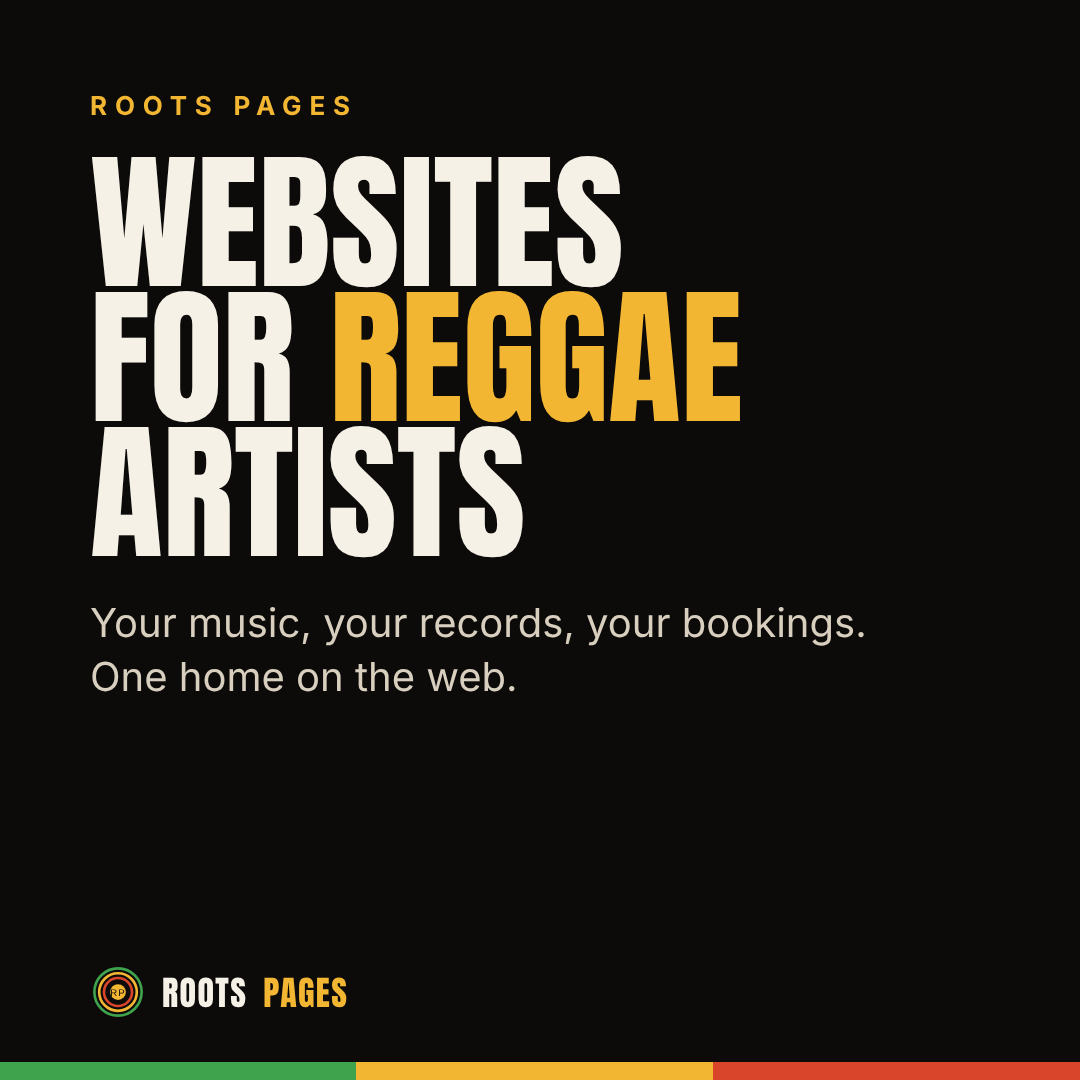 ROOTS PAGES
WEBSITES
FOR REGGAE
ARTISTS
Your music, your records, your bookings.
One home on the web.
RP
ROOTS PAGES